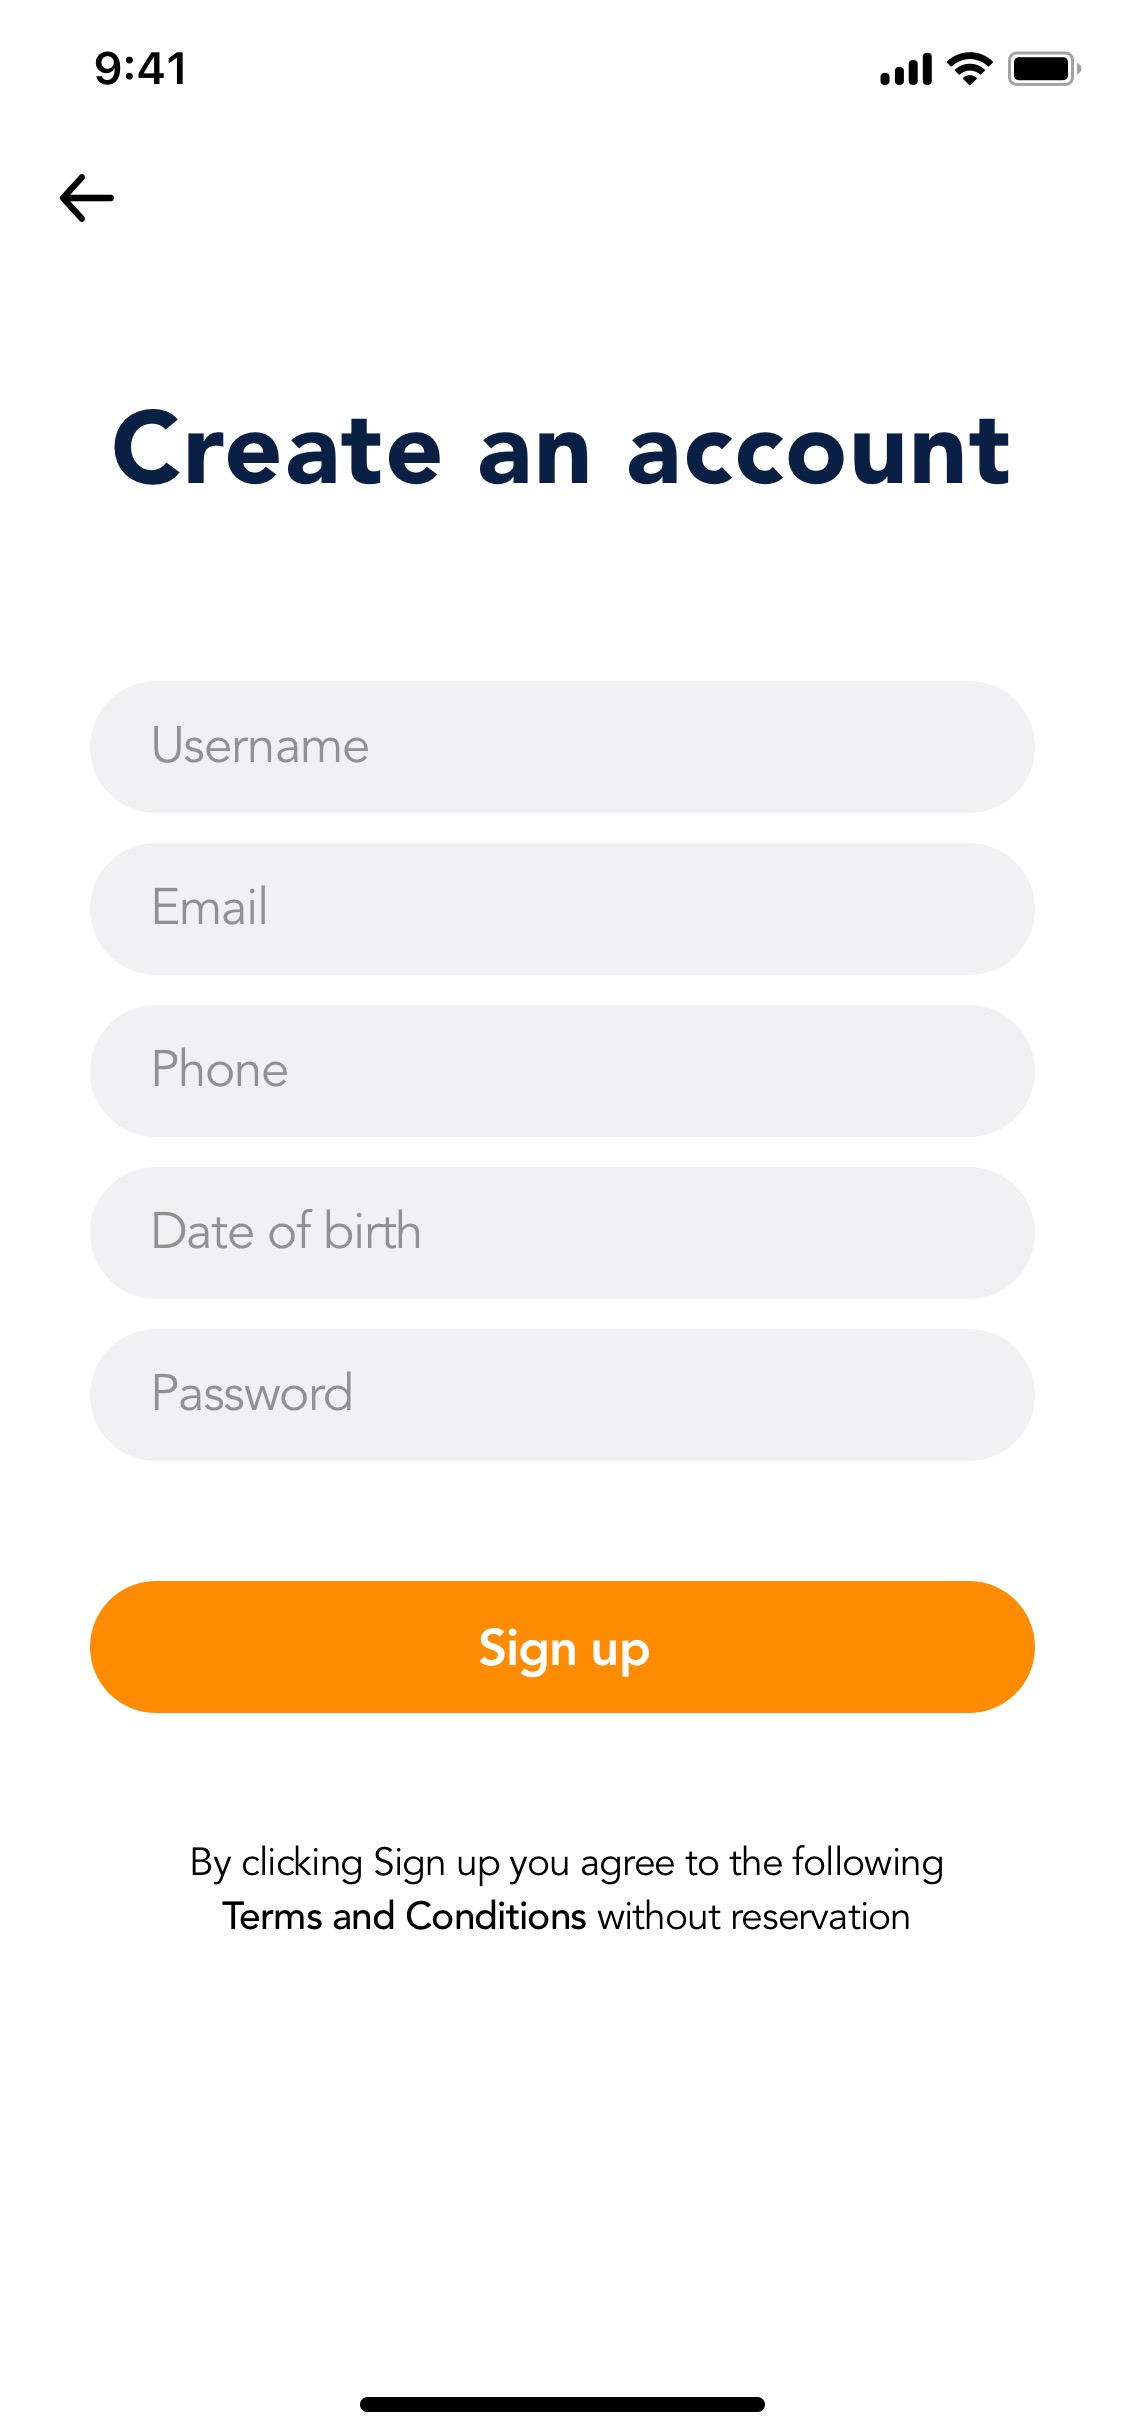 9:41
Create an account
Username
Email
Phone
Date of birth
Password
Sign up
By clicking Sign up you agree to the following
Terms and Conditions without reservation